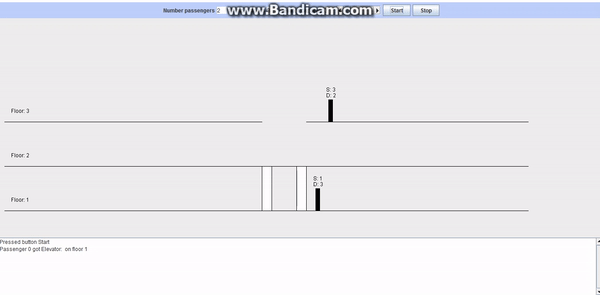 Number passengers 2 www.Bandicam.com Start Stop
S: 3
D: 2
Floor: 3
Floor: 2
S: 1
D: 3
Floor: 1
Pressed button Start
Passenger 0 got Elevator: on floor 1